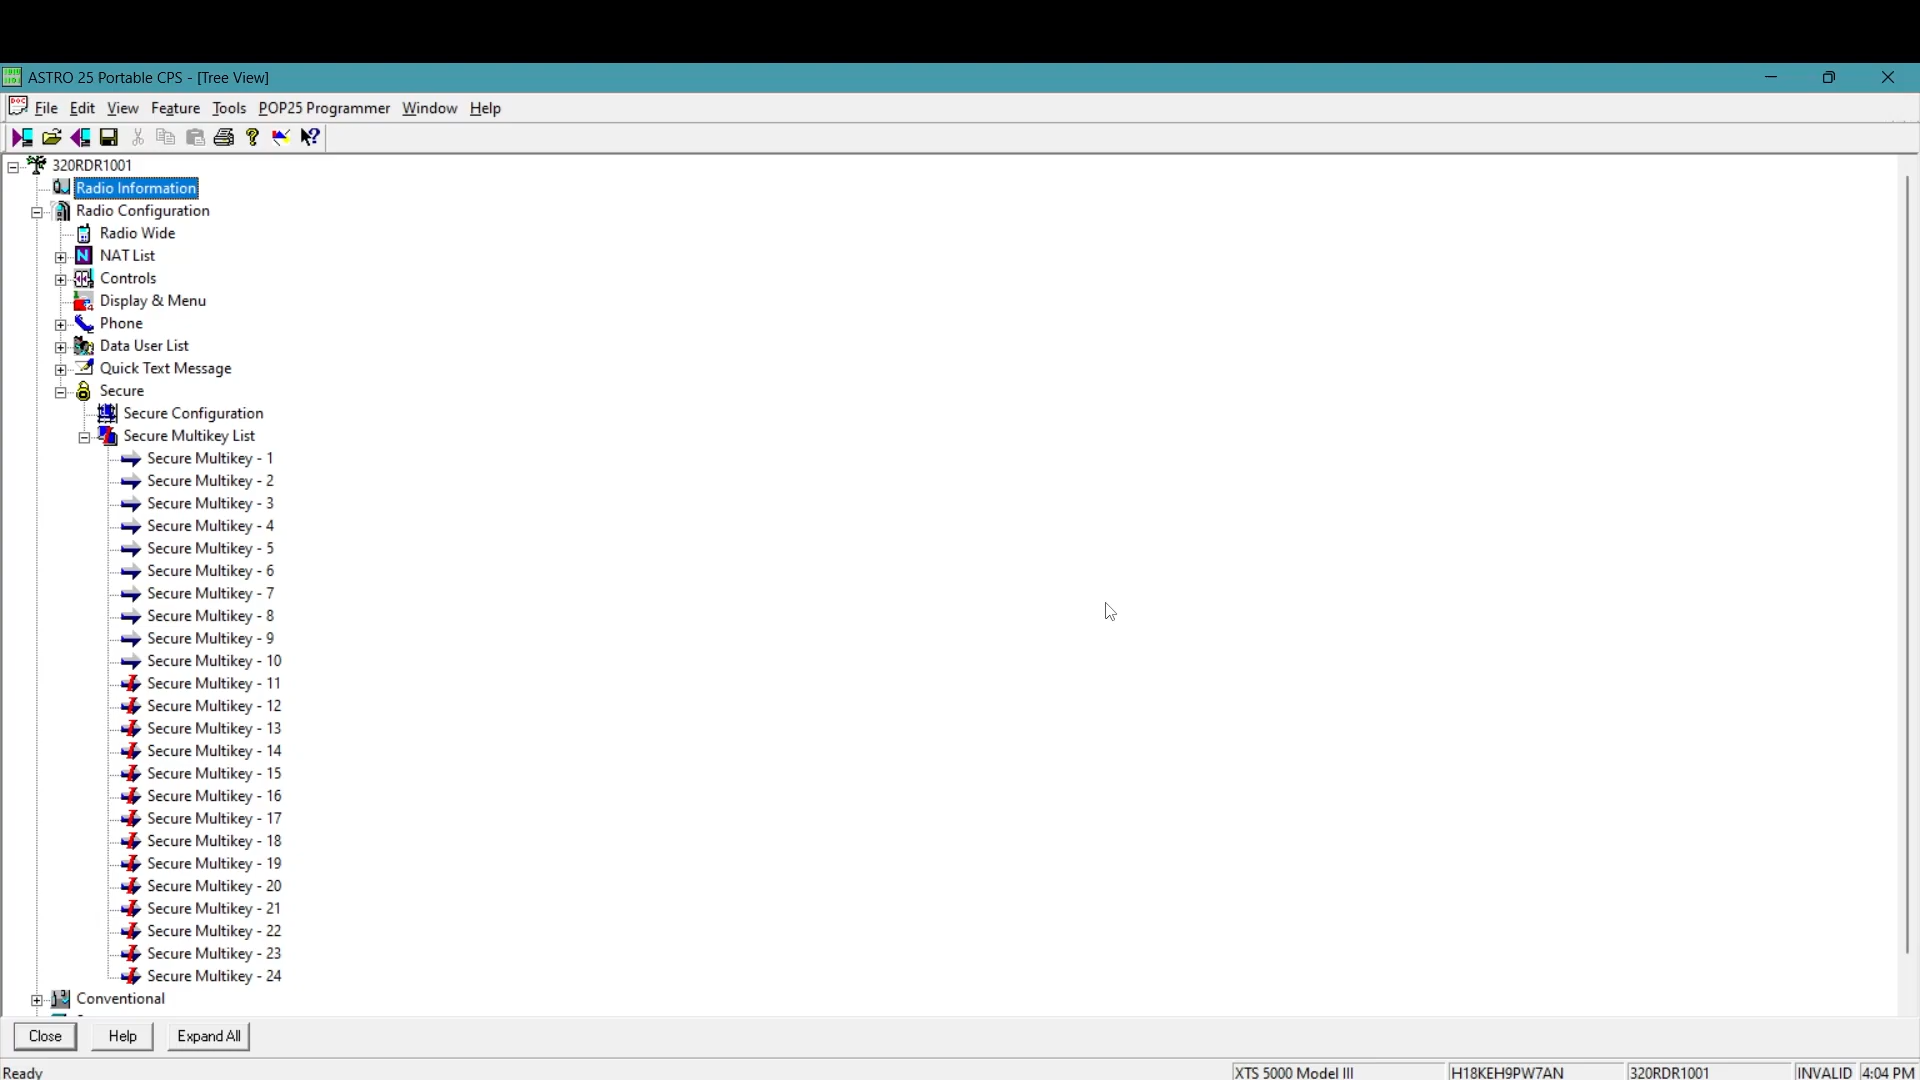 ASTRO 25 Portable CPS - [Tree View]
File Edit View Feature Tools POP25 Programmer Window Help
320RDR1001
Radio Information
Radio Configuration
Radio Wide
NAT List
Controls
Display & Menu
Phone
Data User List
Quick Text Message
Secure
Secure Configuration
Secure Multikey List
Secure Multikey - 1
Secure Multikey - 2
Secure Multikey - 3
Secure Multikey - 4
Secure Multikey - 5
Secure Multikey - 6
Secure Multikey - 7
Secure Multikey - 8
Secure Multikey - 9
Secure Multikey - 10
Secure Multikey - 11
Secure Multikey - 12
Secure Multikey - 13
Secure Multikey - 14
Secure Multikey - 15
Secure Multikey - 16
Secure Multikey - 17
Secure Multikey - 18
Secure Multikey - 19
Secure Multikey - 20
Secure Multikey - 21
Secure Multikey - 22
Secure Multikey - 23
Secure Multikey - 24
Conventional
Close Help Expand All
Ready XTS 5000 Model III H18KEH9PW7AN 320RDR1001 INVALID 4:04 PM